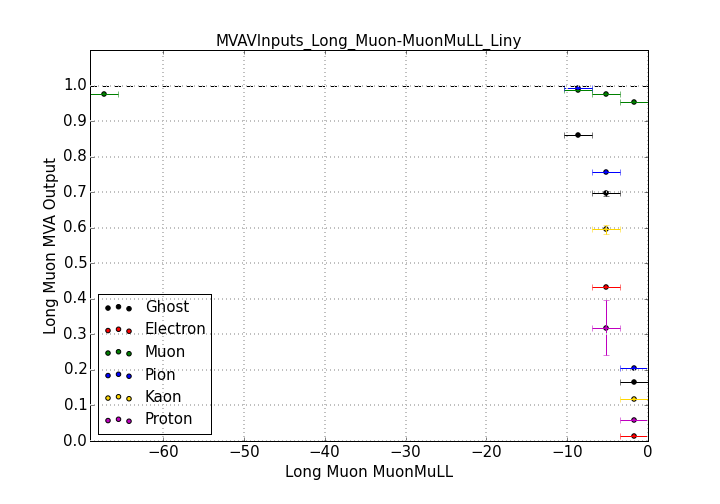 MVAVInputs_Long_Muon-MuonMuLL_Liny
Long Muon MVA Output
1.0
0.9
0.8
0.7
0.6
0.5
0.4
0.3
0.2
0.1
0.0
Ghost
Electron
Muon
Pion
Kaon
Proton
−60 −50 −40 −30 −20 −10 0
Long Muon MuonMuLL